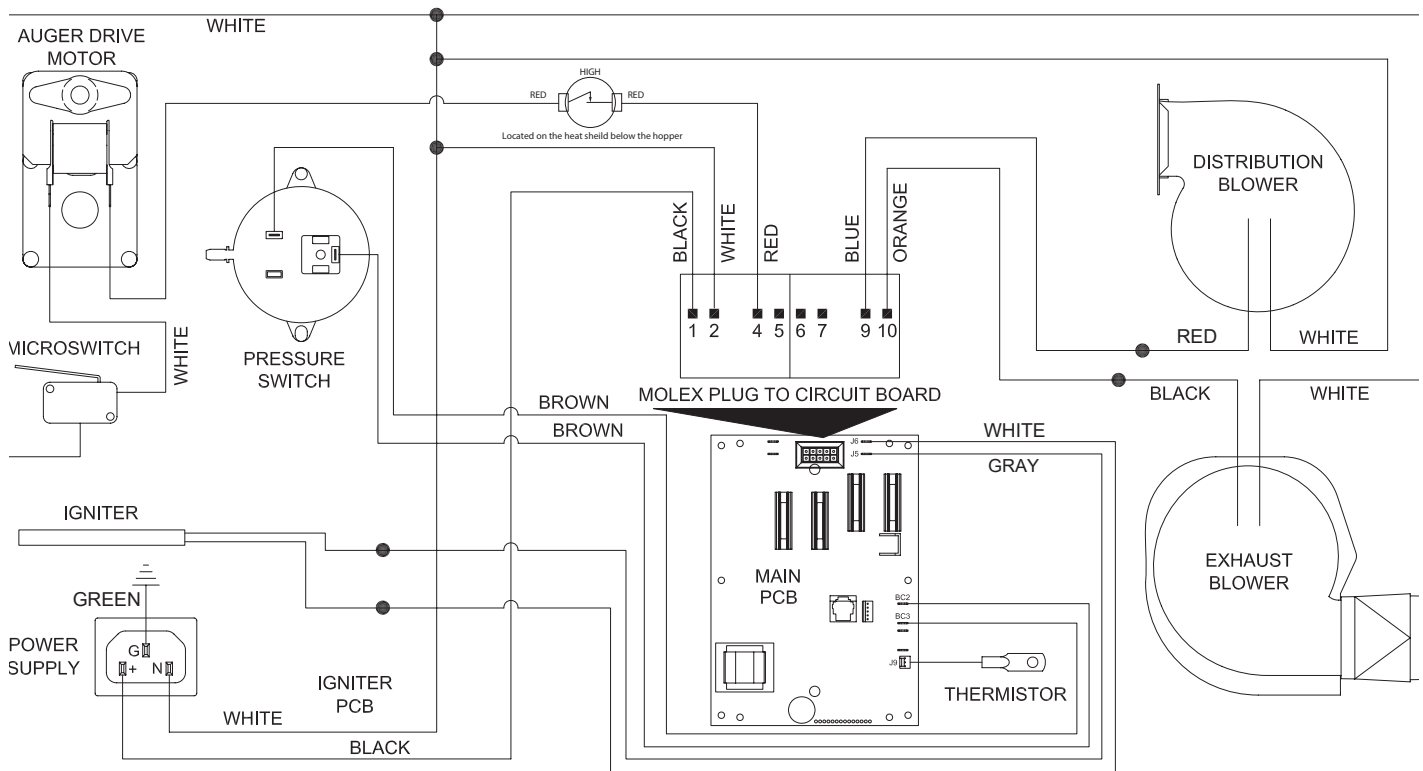 WHITE
AUGER DRIVE
MOTOR
HIGH
RED
RED
Located on the heat sheild below the hopper
DISTRIBUTION
BLOWER
BLACK
WHITE
RED
BLUE
ORANGE
1 2 4 5 6 7 9 10
MICROSWITCH
WHITE
PRESSURE
SWITCH
RED
WHITE
MOLEX PLUG TO CIRCUIT BOARD
BLACK
WHITE
BROWN
BROWN
J6
J5
WHITE
GRAY
IGNITER
MAIN
PCB
EXHAUST
BLOWER
BC2
BC3
J9
THERMISTOR
GREEN
POWER
SUPPLY
G
+ N
IGNITER
PCB
WHITE
BLACK